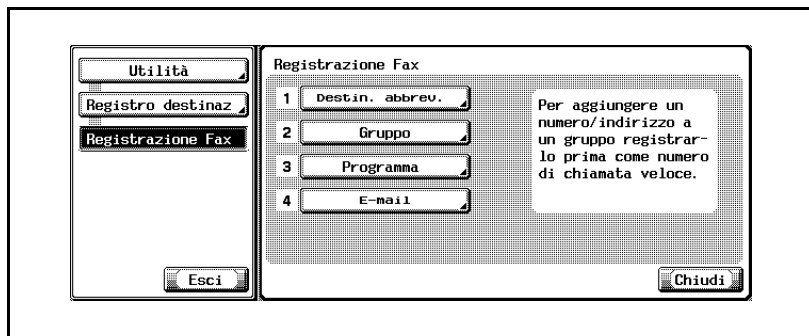 Utilità
Registro destinaz
Registrazione Fax
Esci
Registrazione Fax
1 Destin. abbrev.
2 Gruppo
3 Programma
4 E-mail
Per aggiungere un
numero/indirizzo a
un gruppo registrar-
lo prima come numero
di chiamata veloce.
Chiudi